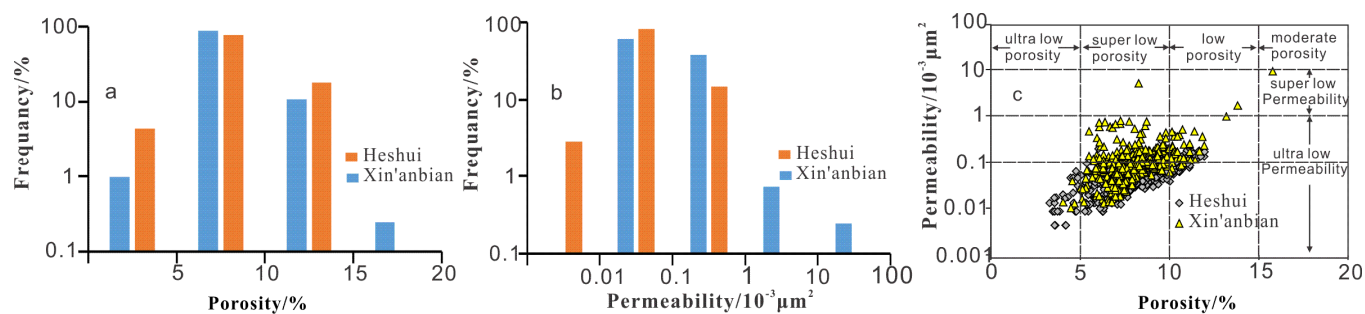 100
10
1
0.1
Frequancy/%
a
Heshui
Xin'anbian
5
10
15
20
Porosity/%
100
10
1
0.1
Frequancy/%
b
Heshui
Xin'anbian
0.01
0.1
1
10
100
Permeability/10⁻³μm²
100
10
1
0.1
0.01
0.001
Permeability/10⁻³μm²
ultra low
porosity
super low
porosity
low
porosity
moderate
porosity
c
super low
Permeability
ultra low
Permeability
Heshui
Xin'anbian
0
5
10
15
20
Porosity/%